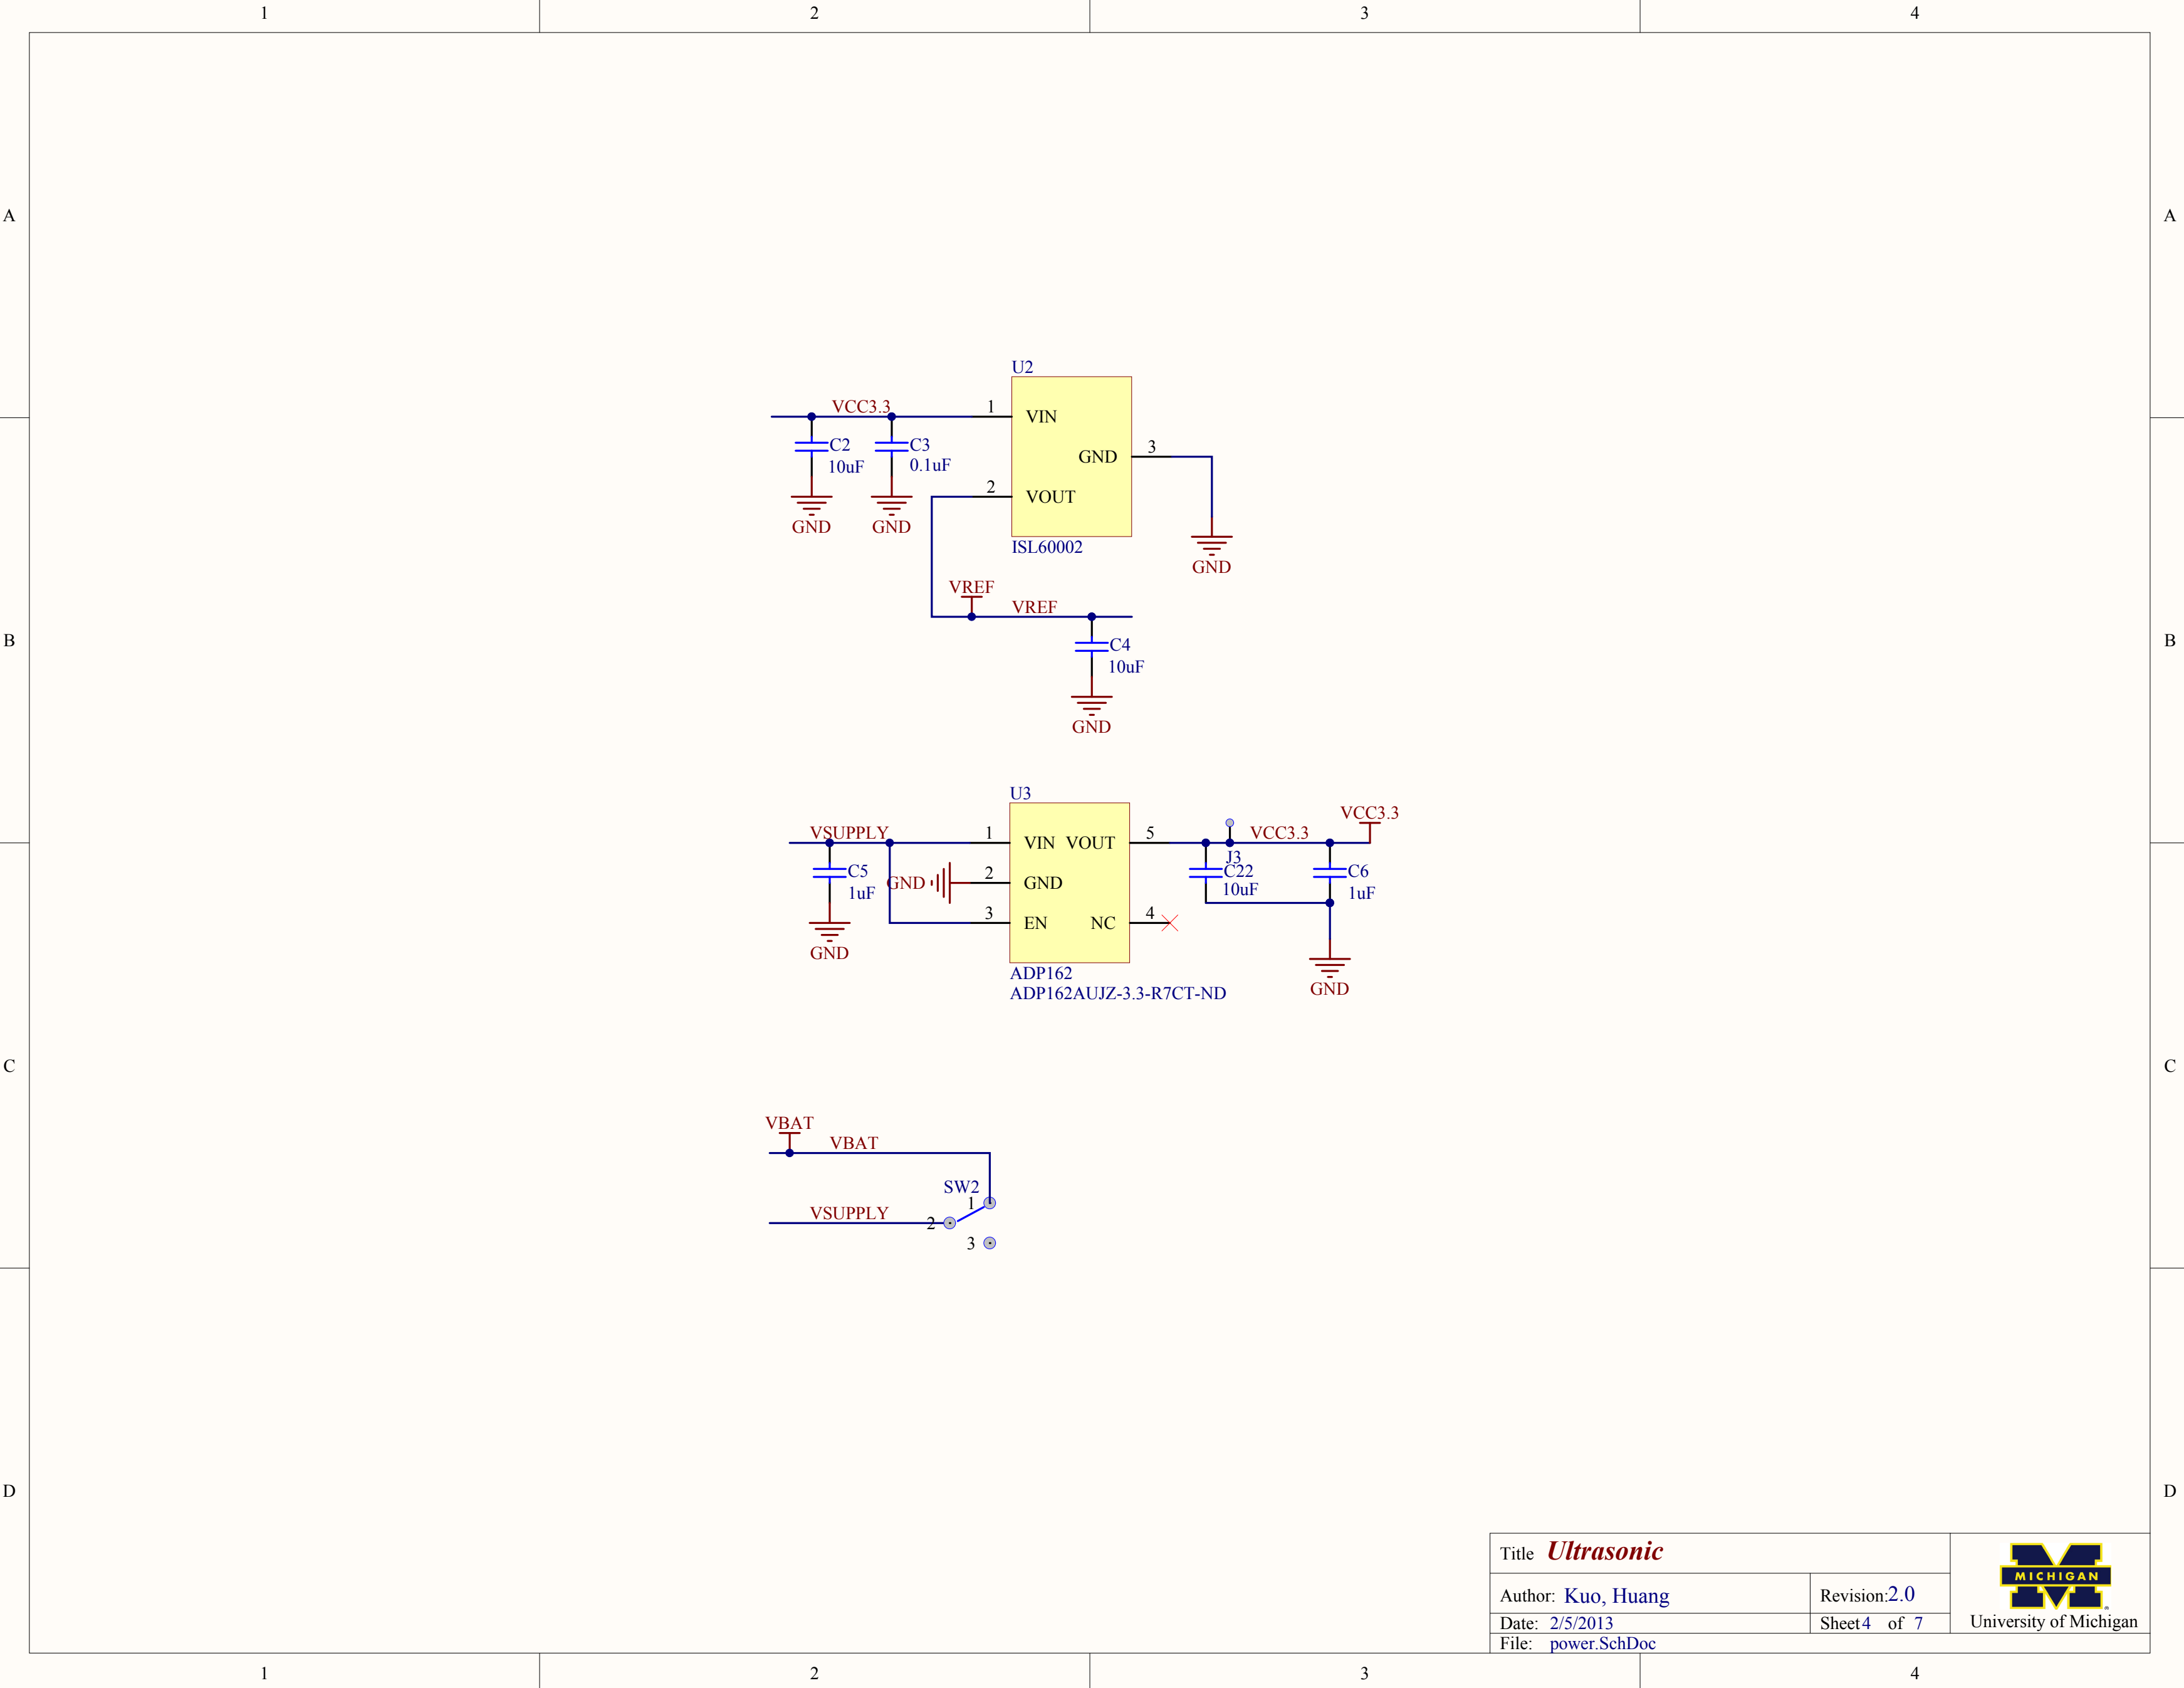 1 2 3 4
A A
U2
VCC3.3 1 VIN
C2 C3
10uF 0.1uF
GND 3
2 VOUT
GND GND
ISL60002
GND
VREF
VREF
C4
10uF
GND
U3
VCC3.3
VSUPPLY 1 VIN VOUT 5 VCC3.3
J3
C5 C22 C6
1uF GND 2 GND 10uF 1uF
3 EN NC 4
GND
ADP162
ADP162AUJZ-3.3-R7CT-ND
GND
B B
C C
VBAT
VBAT
SW2
1
VSUPPLY 2
3
D D
Title Ultrasonic
Author: Kuo, Huang Revision:2.0
Date: 2/5/2013 Sheet 4 of 7
File: power.SchDoc
MICHIGAN
University of Michigan
1 2 3 4